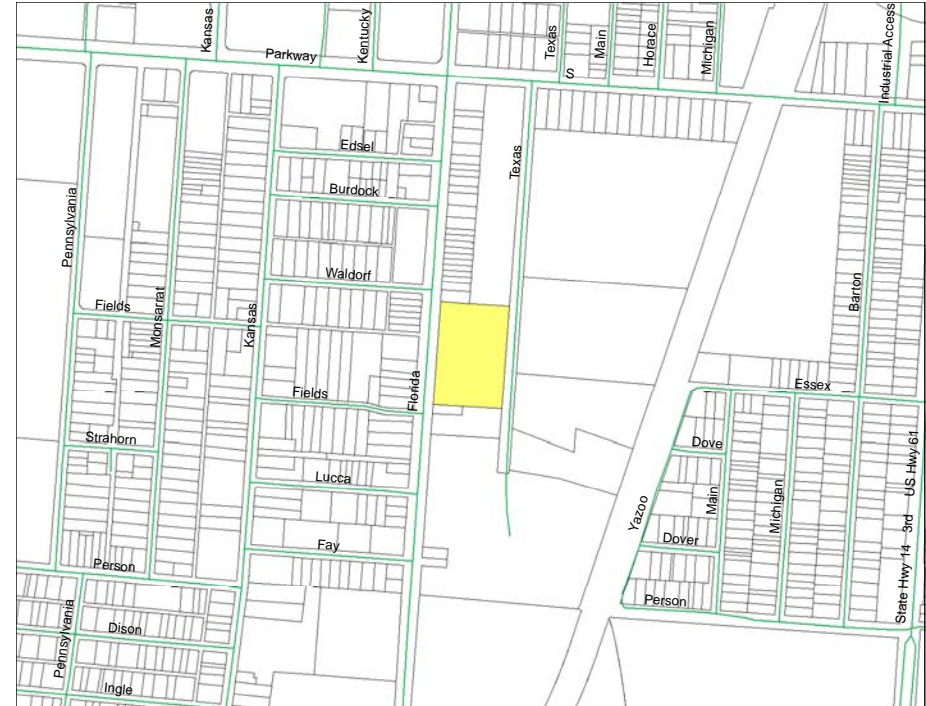 Kansas
Kentucky
Parkway
Texas
S
Main
Horace
Michigan
Industrial Access
Edsel
Burdock
Texas
Pennsylvania
Waldorf
Fields
Monsarrat
Kansas
Barton
Fields
Florida
Essex
Strahorn
Dove
Lucca
Main
Michigan
US Hwy 61
Yazoo
3rd
Fay
Dover
State Hwy 14
Person
Person
Pennsylvania
Dison
Ingle